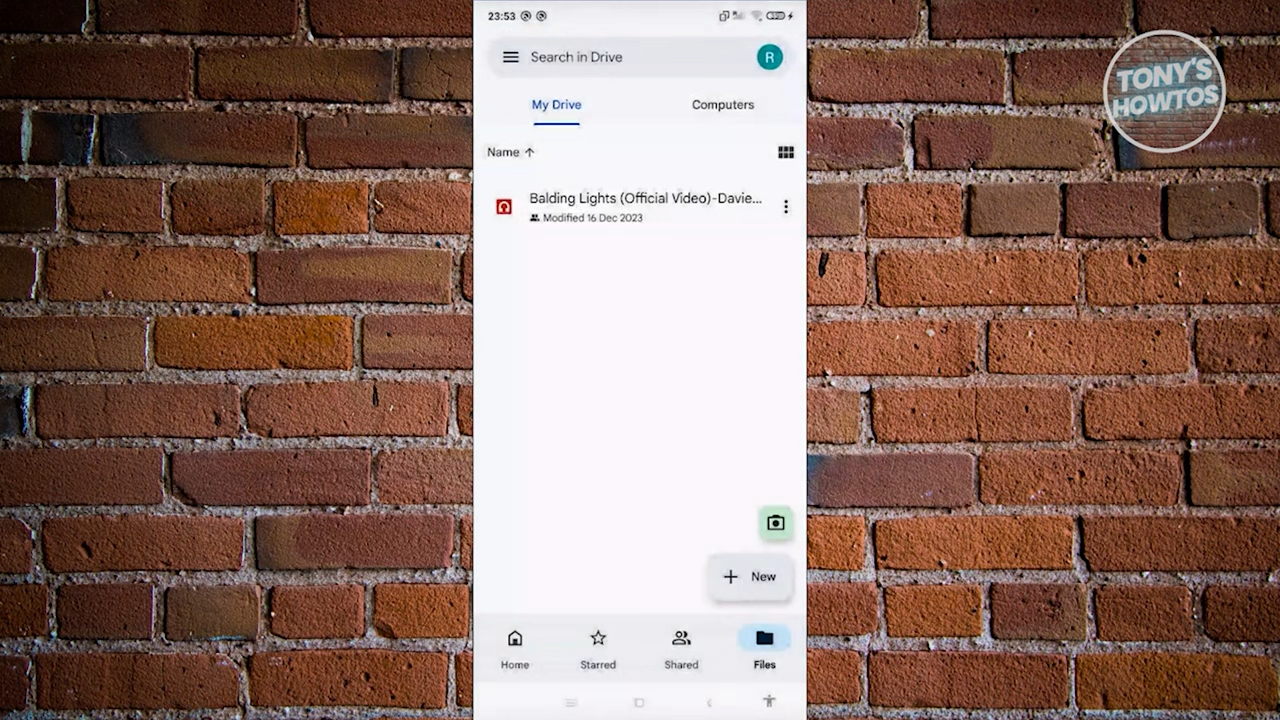 23:53
Search in Drive
R
TONY'S
HOWTOS
My Drive
Computers
Name
Balding Lights (Official Video)-Davie...
Modified 16 Dec 2023
New
Home
Starred
Shared
Files